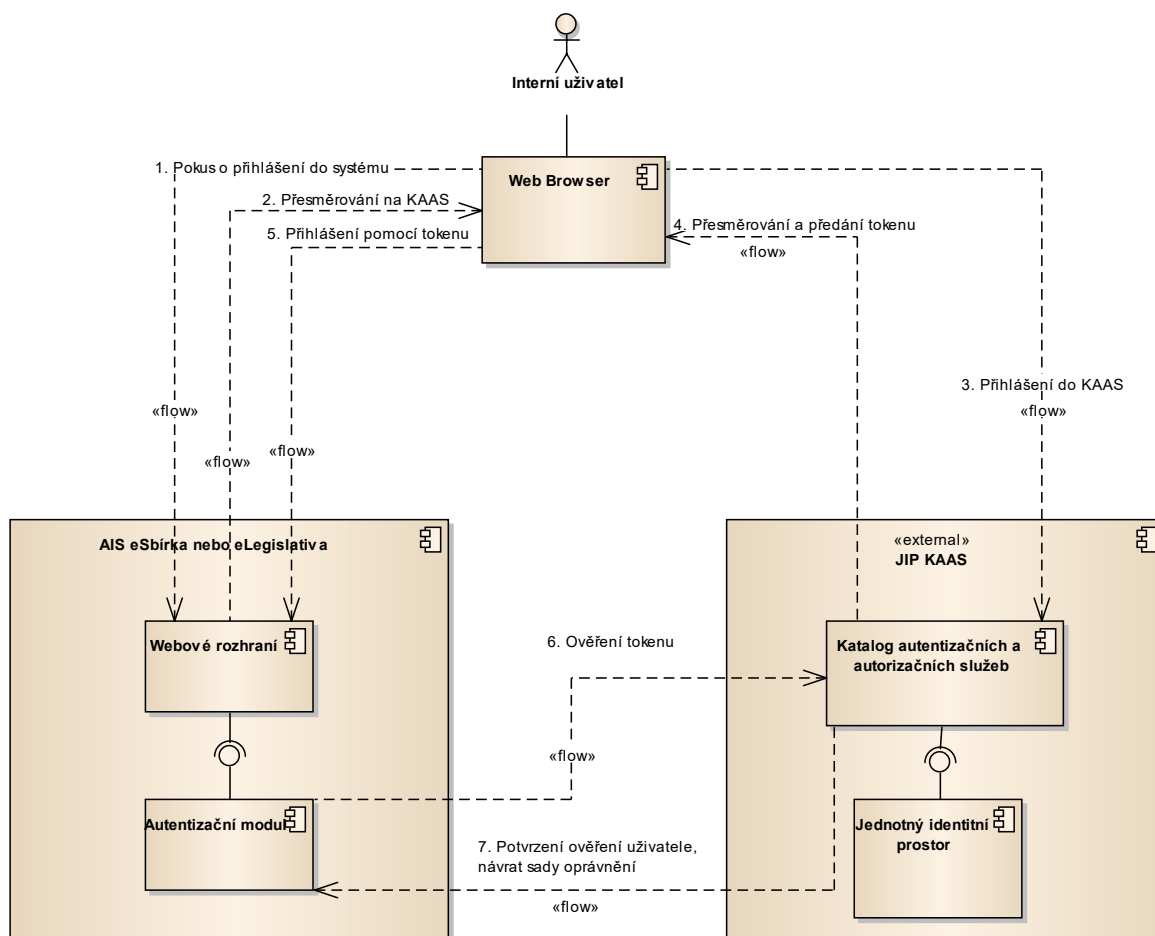 Interní uživatel
Web Browser
1. Pokus o přihlášení do systému
2. Přesměrování na KAAS
5. Přihlášení pomocí tokenu
4. Přesměrování a předání tokenu
«flow»
3. Přihlášení do KAAS
«flow»
«flow»
«flow»
«flow»
AIS eSbírka nebo eLegislativa
«external»
JIP KAAS
Webové rozhraní
6. Ověření tokenu
Katalog autentizačních a
autorizačních služeb
«flow»
Autentizační modul
Jednotný identitní
prostor
7. Potvrzení ověření uživatele,
návrat sady oprávnění
«flow»